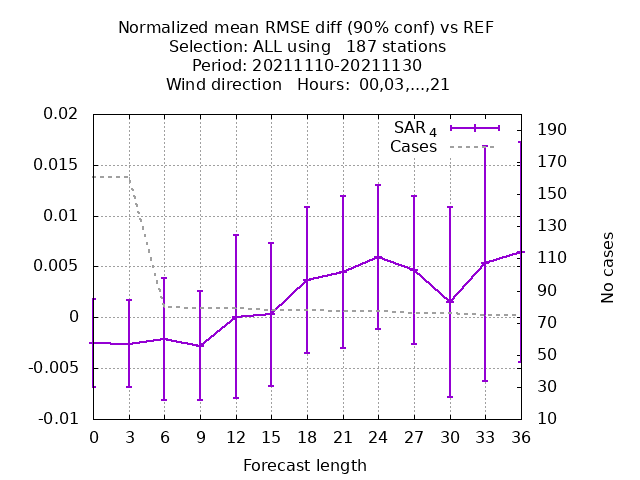 Normalized mean RMSE diff (90% conf) vs REF
Selection: ALL using   187 stations
Period: 20211110-20211130
Wind direction   Hours:  00,03,...,21
0.02
0.015
0.01
0.005
0
-0.005
-0.01
SAR 4
Cases
190
170
150
130
110
90
70
50
30
10
No cases
0 3 6 9 12 15 18 21 24 27 30 33 36
Forecast length